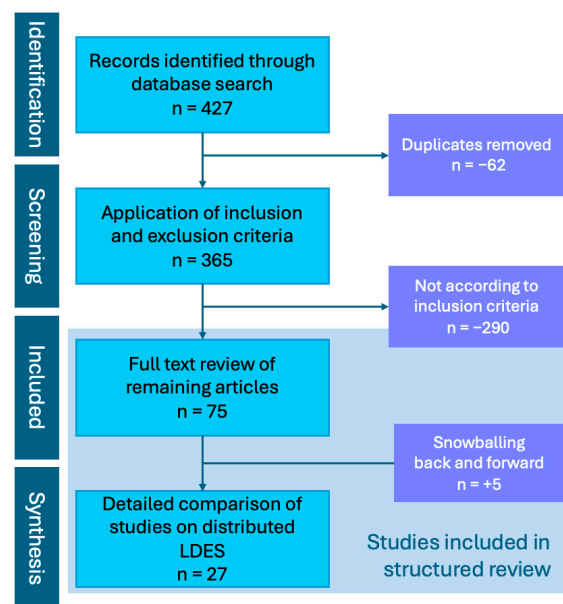 Identification
Records identified through
database search
n = 427
Duplicates removed
n = −62
Screening
Application of inclusion
and exclusion criteria
n = 365
Not according to
inclusion criteria
n = −290
Included
Full text review of
remaining articles
n = 75
Snowballing
back and forward
n = +5
Synthesis
Detailed comparison of
studies on distributed
LDES
n = 27
Studies included in
structured review